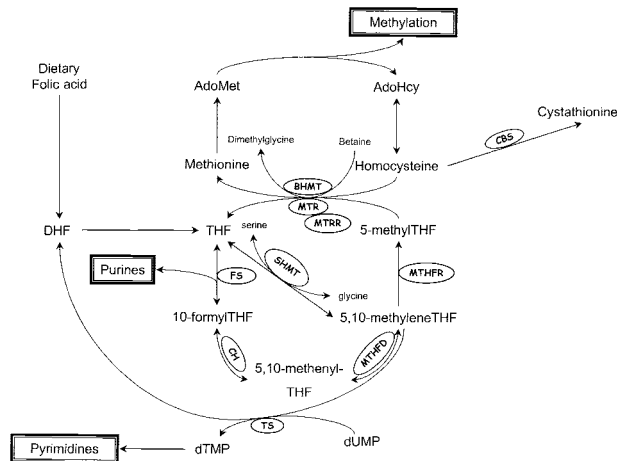 Methylation
Dietary
Folic acid
AdoMet
AdoHcy
Cystathionine
CBS
Dimethylglycine
Betaine
Methionine
Homocysteine
BHMT
MTR
MTRR
DHF
THF
serine
5-methylTHF
SHMT
Purines
FS
MTHFR
glycine
10-formylTHF
5,10-methyleneTHF
CH
MTHFD
5,10-methenyl-
THF
TS
Pyrimidines
dTMP
dUMP